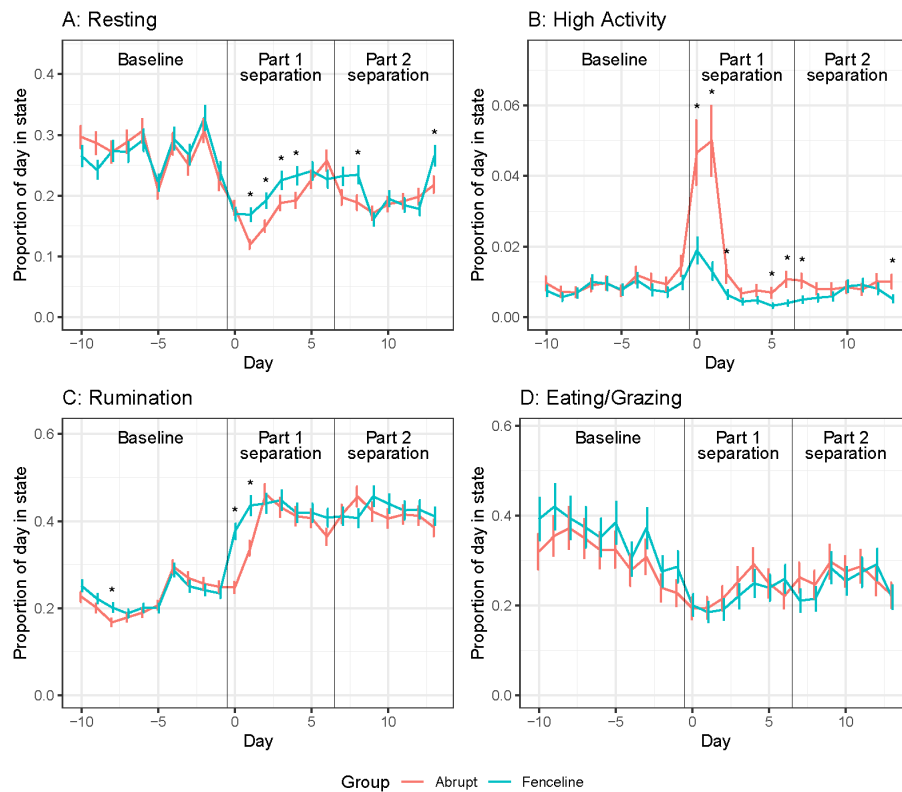 A: Resting
Proportion of day in state
Baseline
Part 1
separation
Part 2
separation
* * * * * *
0.4
0.3
0.2
0.1
0.0
−10 −5 0 5 10
Day
B: High Activity
Proportion of day in state
Baseline
Part 1
separation
Part 2
separation
* * * * * * *
0.06
0.04
0.02
0.00
−10 −5 0 5 10
Day
C: Rumination
Proportion of day in state
Baseline
Part 1
separation
Part 2
separation
* * *
0.6
0.4
0.2
0.0
−10 −5 0 5 10
Day
D: Eating/Grazing
Proportion of day in state
Baseline
Part 1
separation
Part 2
separation
0.6
0.4
0.2
0.0
−10 −5 0 5 10
Day
Group Abrupt Fenceline